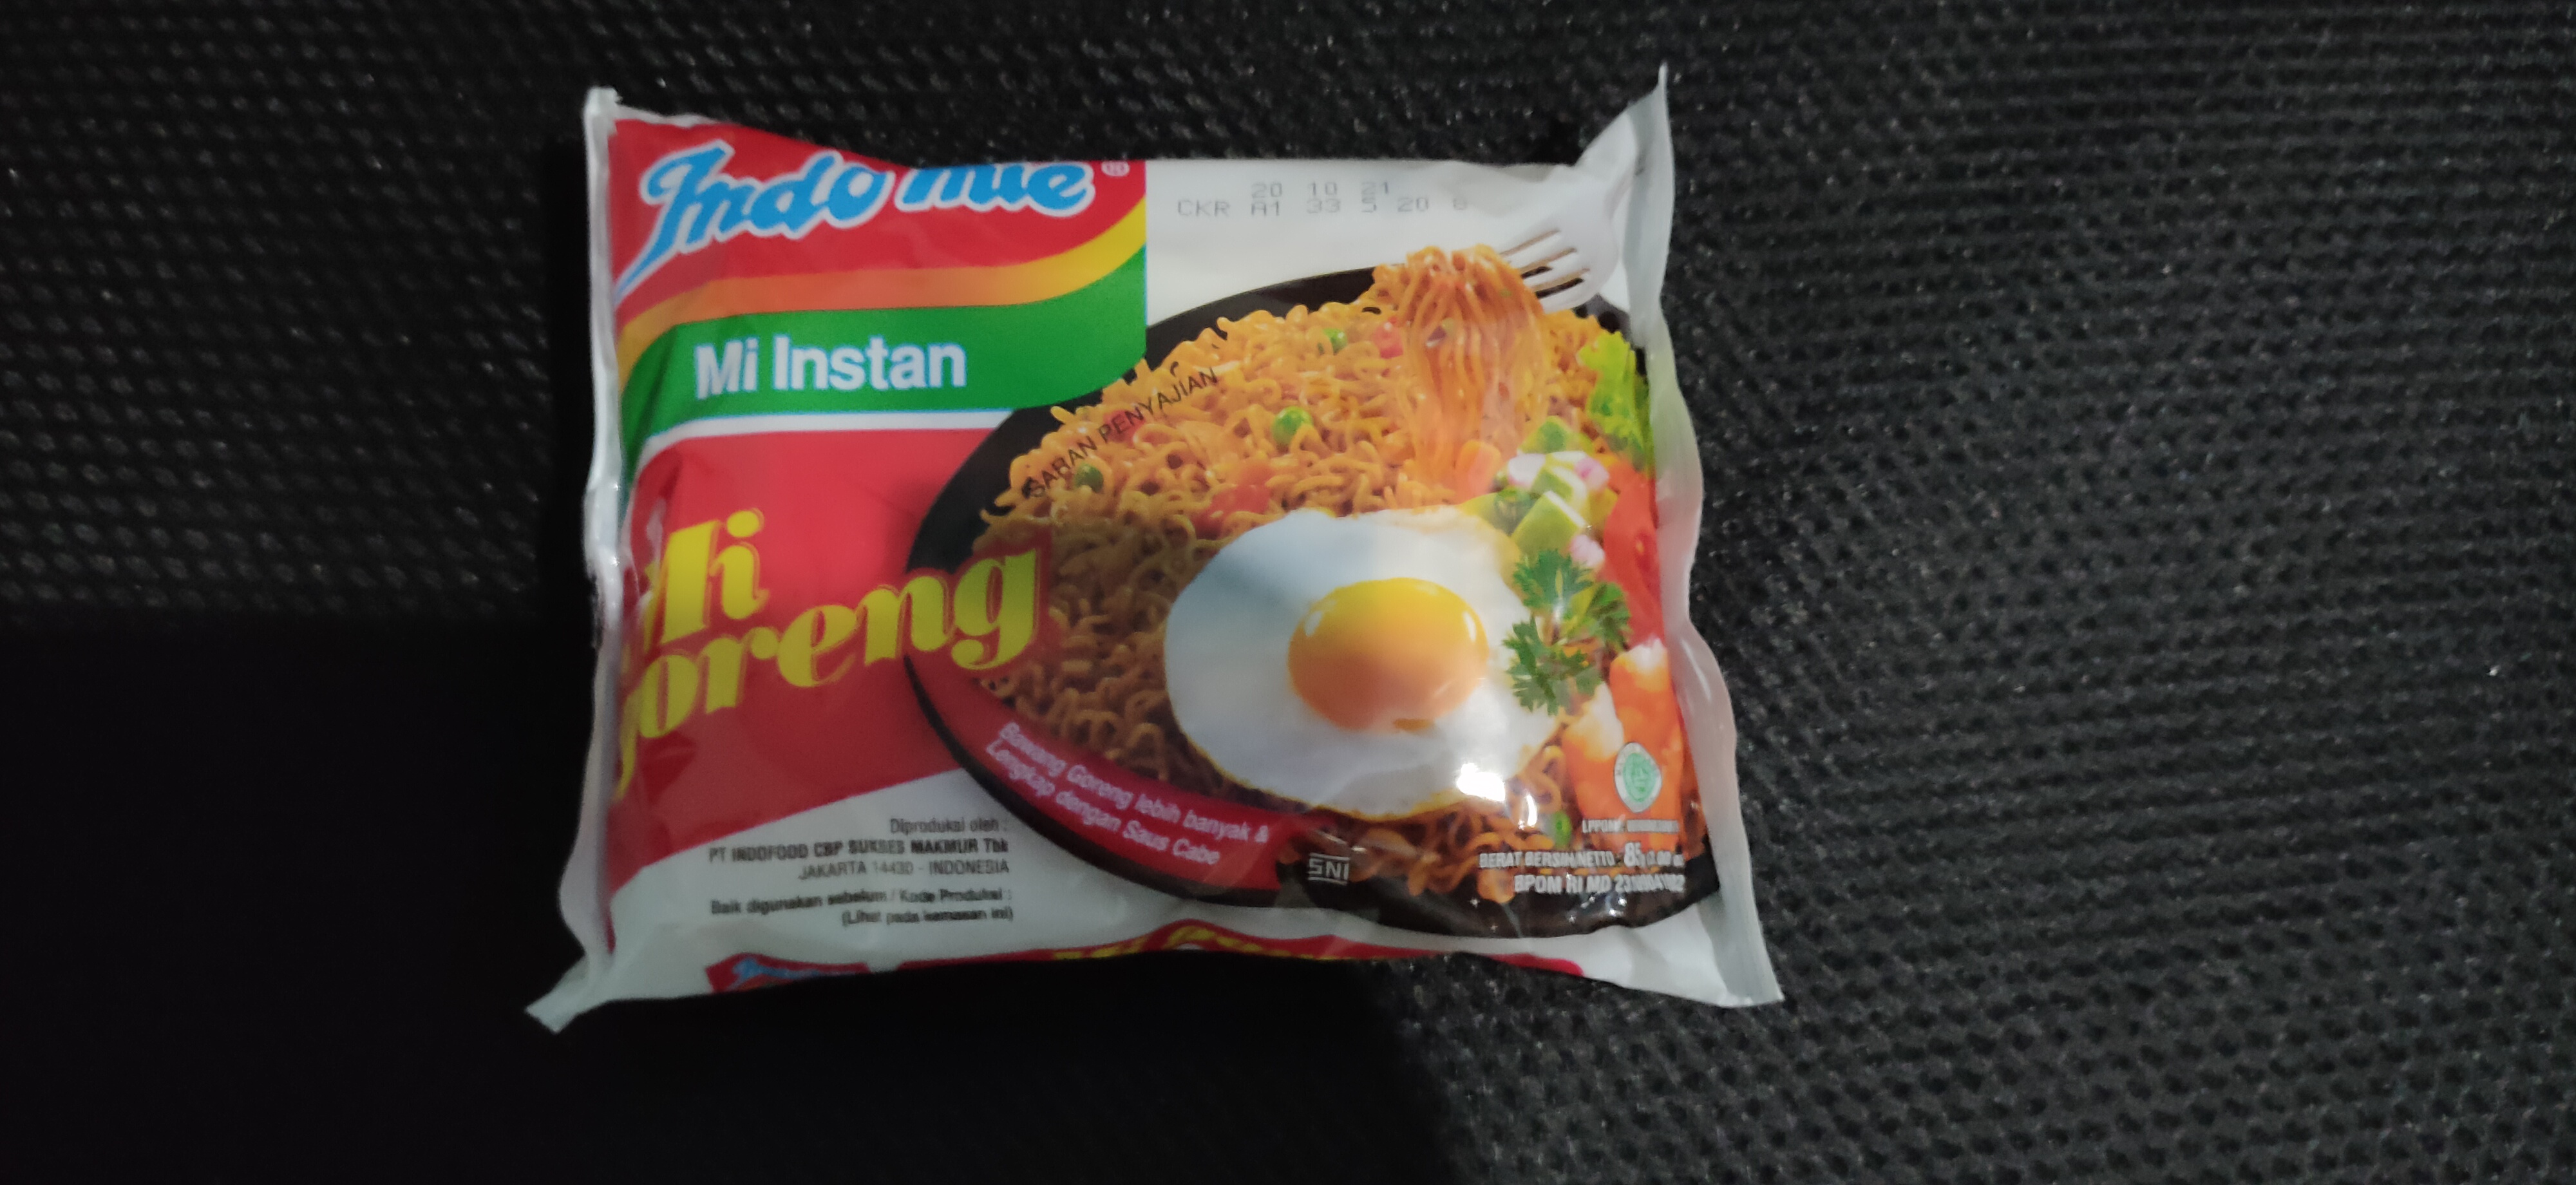 Indomie®
20 10 21
CKR A1 33 5 20 8
Mi Instan
SARAN PENYAJIAN
Mi
goreng
Bawang Goreng lebih banyak &
Lengkap dengan Saus Cabe
Diproduksi oleh :
PT INDOFOOD CBP SUKSES MAKMUR Tbk
JAKARTA 14430 - INDONESIA
Baik digunakan sebelum / Kode Produksi :
(Lihat pada kemasan ini)
SNI
BERAT BERSIH/NETTO : 85g
BPOM RI MD